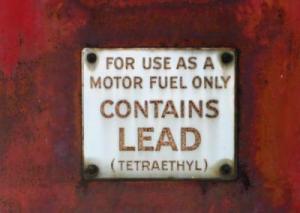 FOR USE AS A
MOTOR FUEL ONLY
CONTAINS
LEAD
(TETRAETHYL)